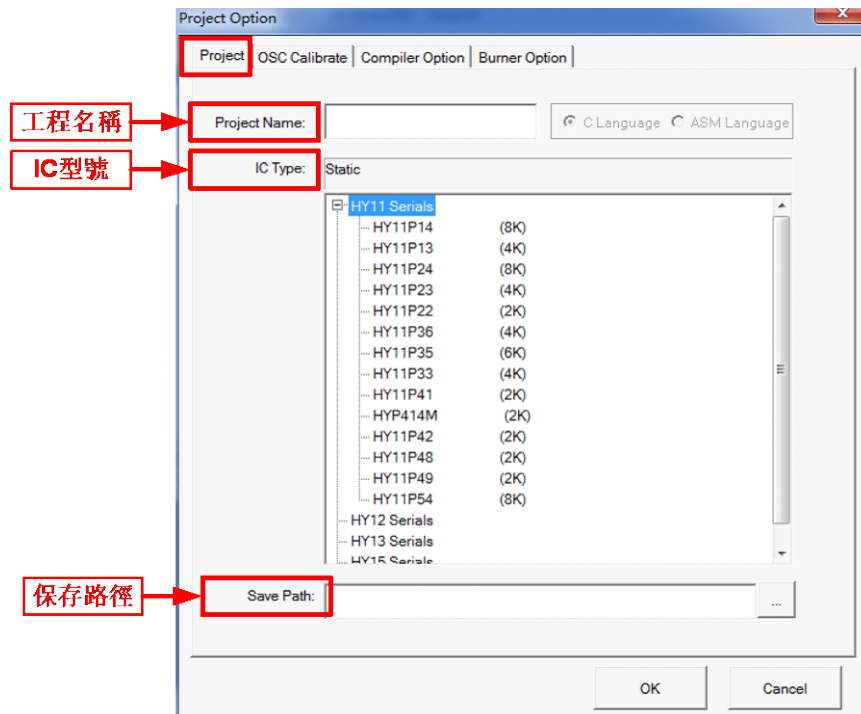 Project Option
Project OSC Calibrate Compiler Option Burner Option
工程名稱
Project Name:
C Language ASM Language
IC型號
IC Type:
Static
HY11 Serials
HY11P14 (8K)
HY11P13 (4K)
HY11P24 (8K)
HY11P23 (4K)
HY11P22 (2K)
HY11P36 (4K)
HY11P35 (6K)
HY11P33 (4K)
HY11P41 (2K)
HYP414M (2K)
HY11P42 (2K)
HY11P48 (2K)
HY11P49 (2K)
HY11P54 (8K)
HY12 Serials
HY13 Serials
HY15 Serials
保存路徑
Save Path:
...
OK Cancel